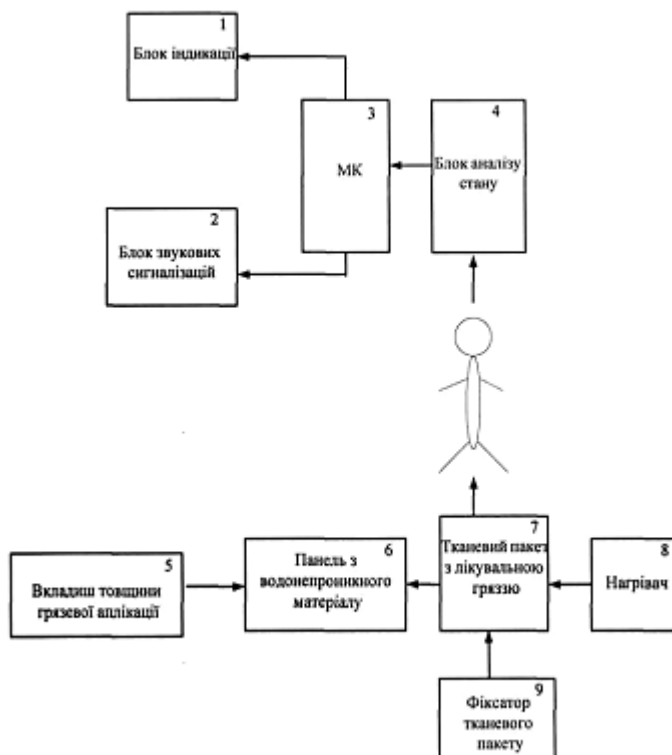 1
Блок індикації
3
МК
4
Блок аналізу
стану
2
Блок звукових
сигналізацій
5
Вкладиш товщини
грязевої аплікації
6
Панель з
водонепроникного
матеріалу
7
Тканевий пакет
з лікувальною
гряззю
8
Нагрівач
9
Фіксатор
тканевого
пакету